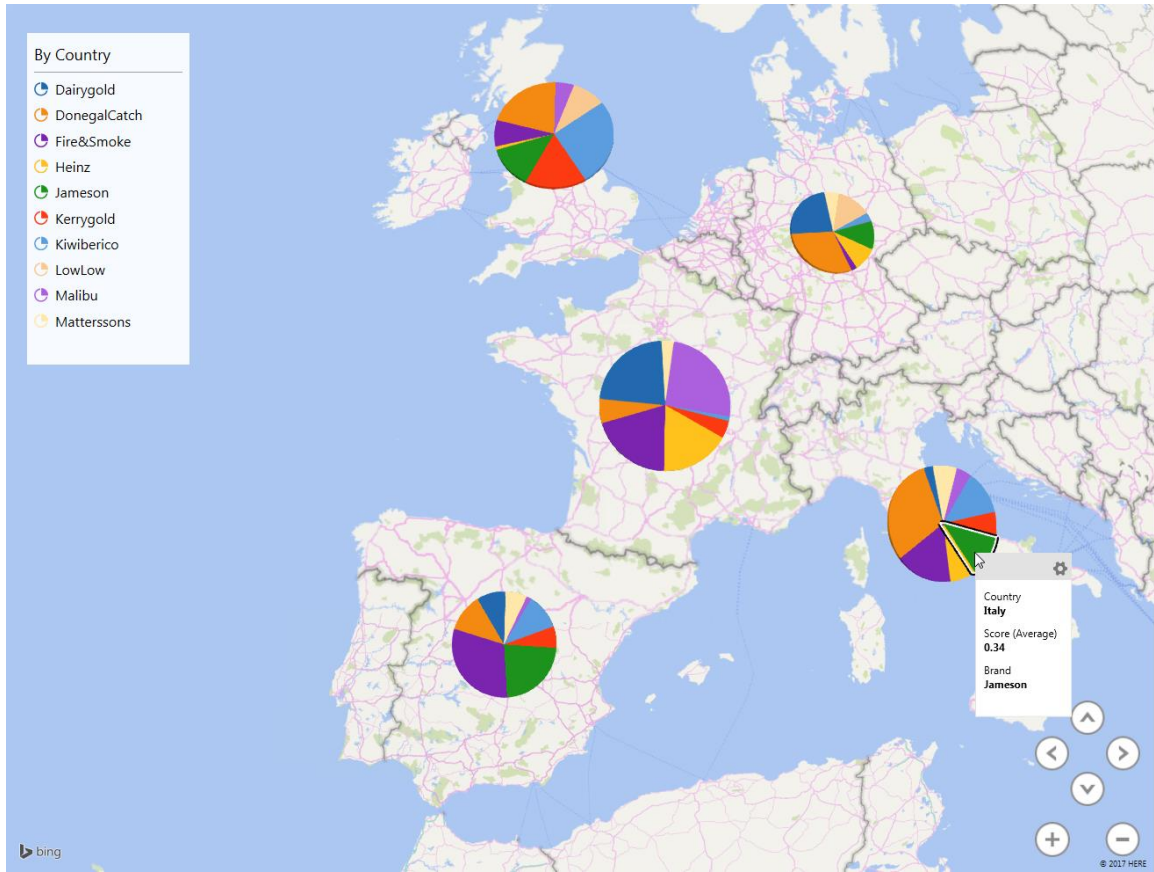 By Country
Dairygold
DonegalCatch
Fire&Smoke
Heinz
Jameson
Kerrygold
Kiwiberico
LowLow
Malibu
Matterssons
Country
Italy
Score (Average)
0.34
Brand
Jameson
bing
© 2017 HERE